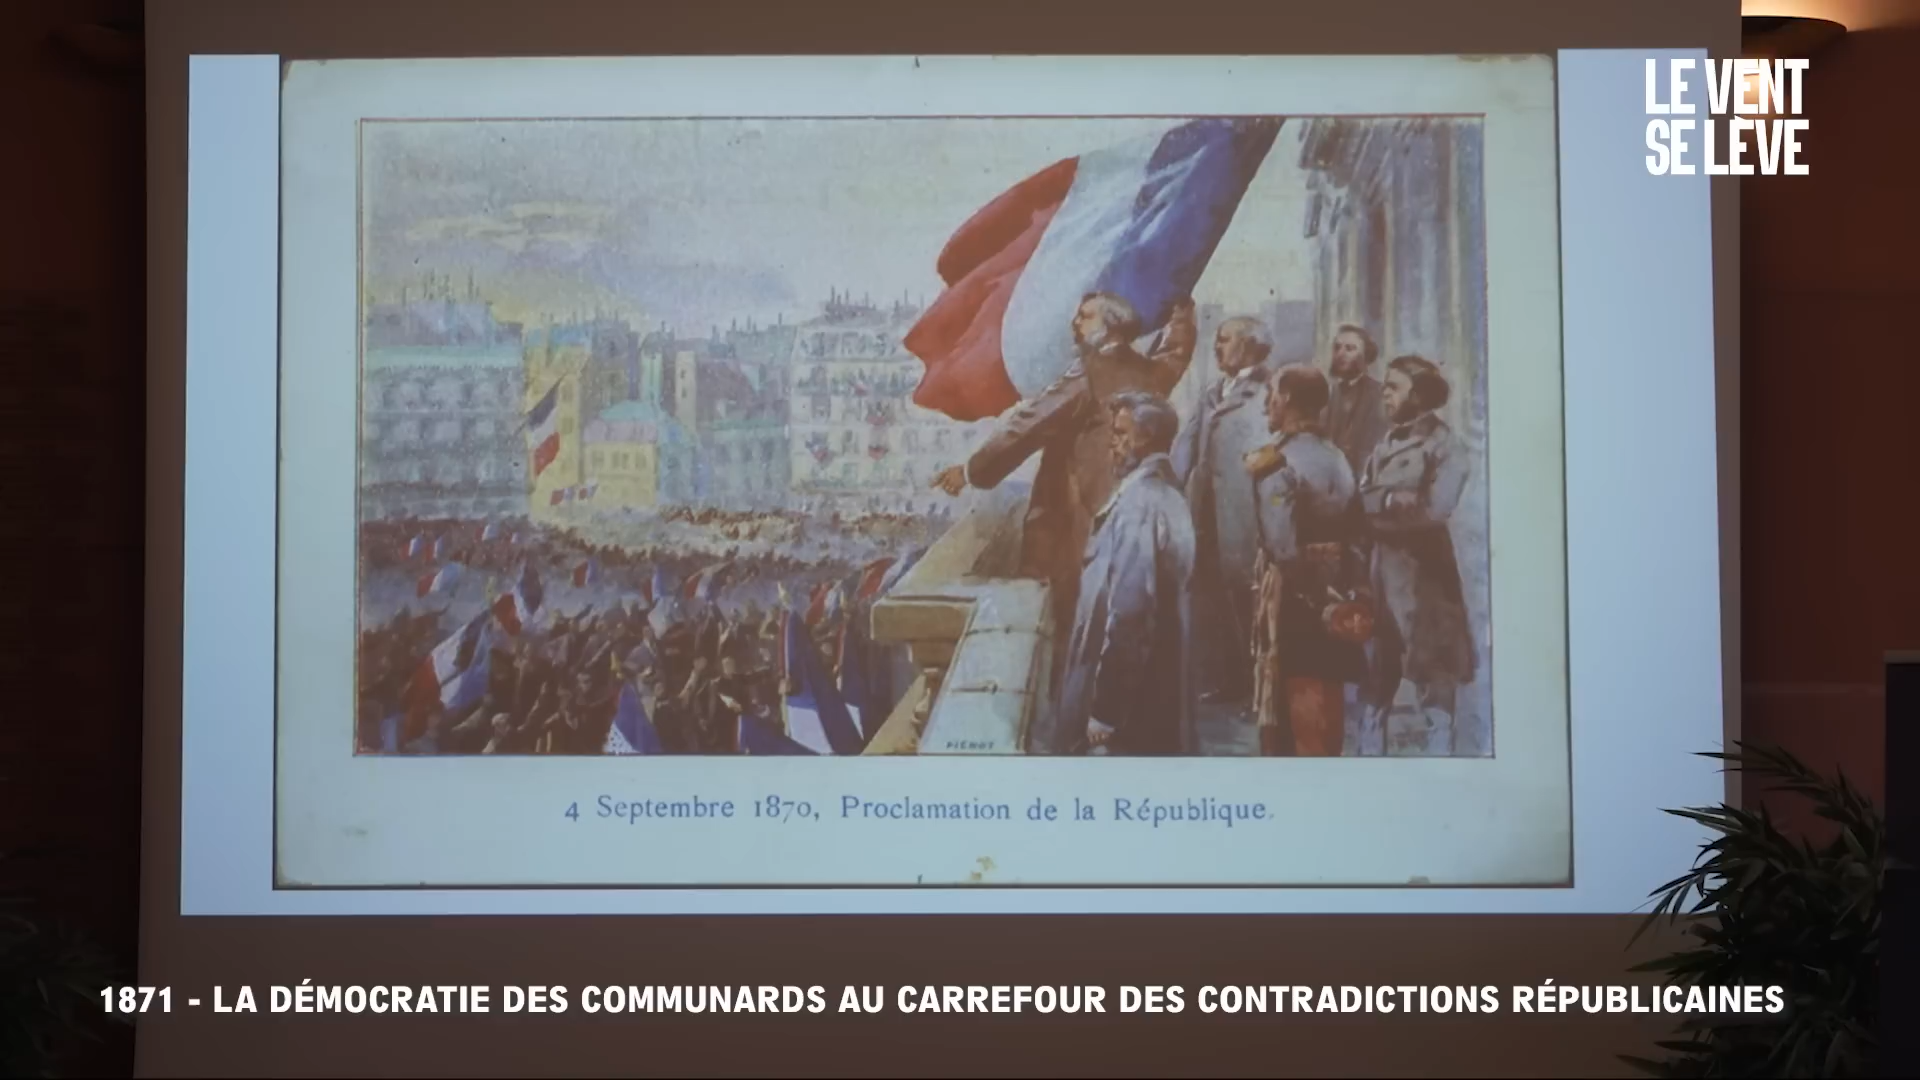 LE VENT
SE LÈVE
PIÉROT
4 Septembre 1870, Proclamation de la République.
1871 - LA DÉMOCRATIE DES COMMUNARDS AU CARREFOUR DES CONTRADICTIONS RÉPUBLICAINES